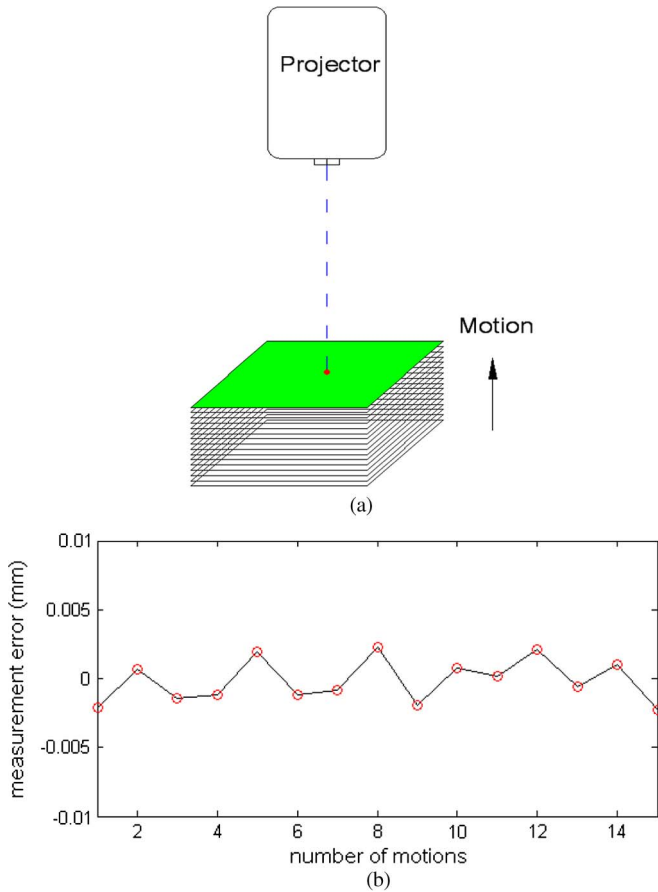 Projector
Motion
(a)
0.01
0.005
0
-0.005
-0.01
measurement error (mm)
2 4 6 8 10 12 14
number of motions
(b)